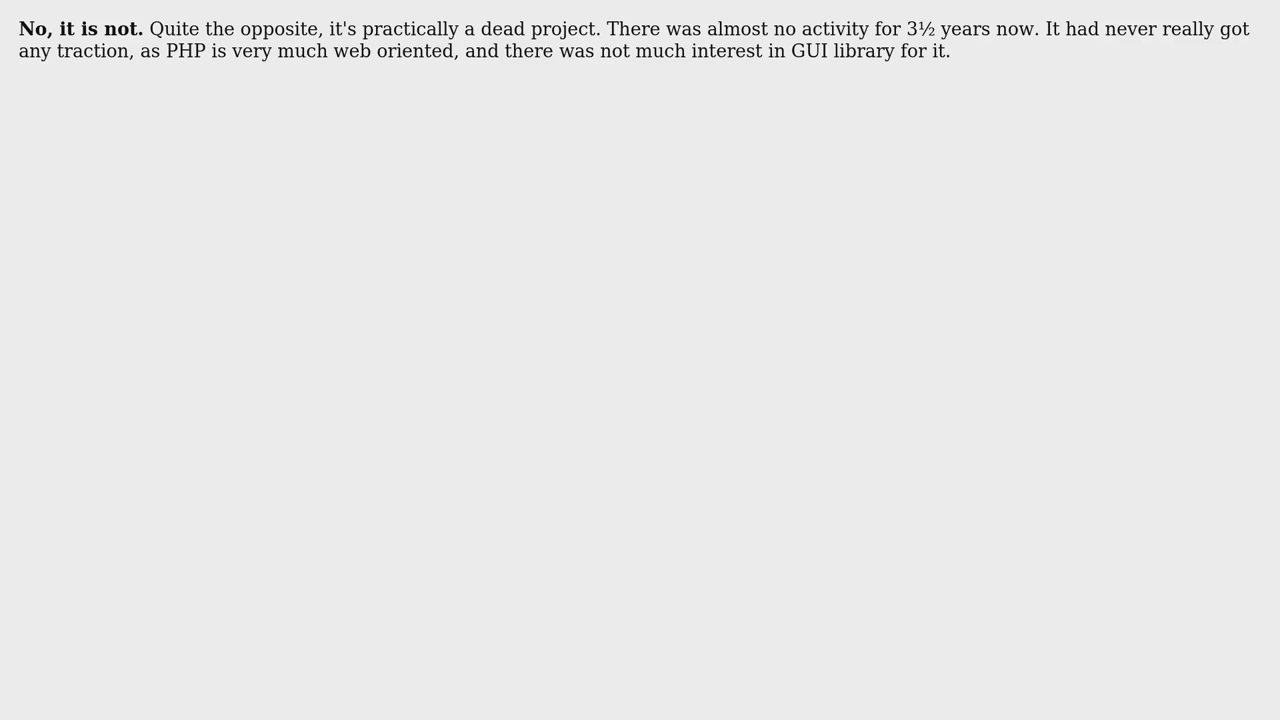 No, it is not. Quite the opposite, it's practically a dead project. There was almost no activity for 3½ years now. It had never really got
any traction, as PHP is very much web oriented, and there was not much interest in GUI library for it.